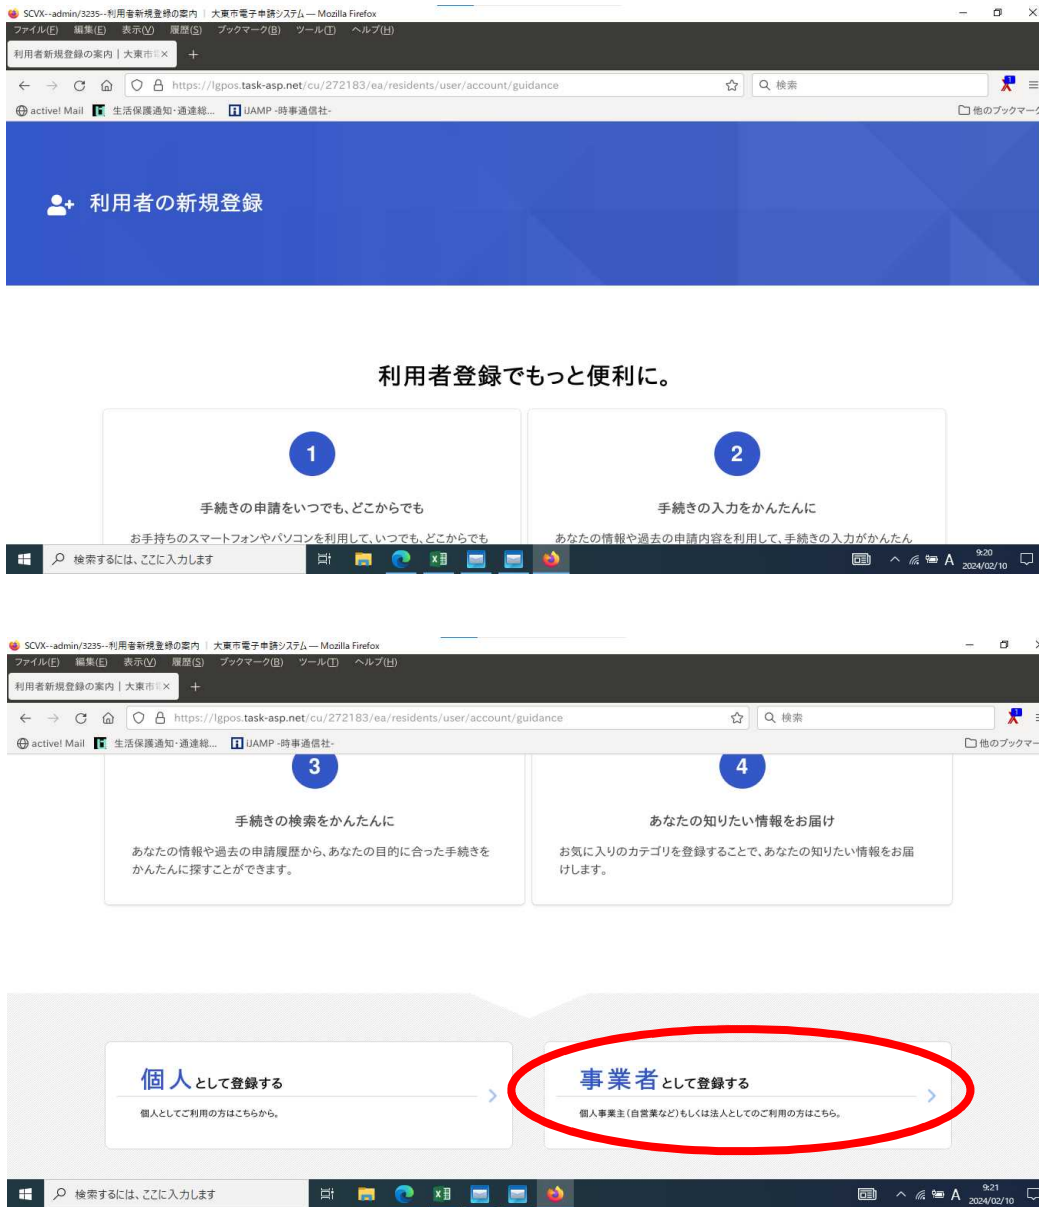 SCVX--admin/3235--利用者新規登録の案内 | 大東市電子申請システム — Mozilla Firefox
ファイル(F) 編集(E) 表示(V) 履歴(S) ブックマーク(B) ツール(T) ヘルプ(H)
利用者新規登録の案内 | 大東市
https://lgpos.task-asp.net/cu/272183/ea/residents/user/account/guidance
検索
1
active! Mail 生活保護通知・通達総... iJAMP -時事通信社-
他のブックマーク
利用者の新規登録
利用者登録でもっと便利に。
1
2
手続きの申請をいつでも、どこからでも
手続きの入力をかんたんに
お手持ちのスマートフォンやパソコンを利用して、いつでも、どこからでも
あなたの情報や過去の申請内容を利用して、手続きの入力がかんたん
検索するには、ここに入力します
A
9:20
2024/02/10
SCVX--admin/3235--利用者新規登録の案内 | 大東市電子申請システム — Mozilla Firefox
ファイル(F) 編集(E) 表示(V) 履歴(S) ブックマーク(B) ツール(T) ヘルプ(H)
利用者新規登録の案内 | 大東市
https://lgpos.task-asp.net/cu/272183/ea/residents/user/account/guidance
検索
1
active! Mail 生活保護通知・通達総... iJAMP -時事通信社-
他のブックマー
3
4
手続きの検索をかんたんに
あなたの知りたい情報をお届け
あなたの情報や過去の申請履歴から、あなたの目的に合った手続きを
かんたんに探すことができます。
お気に入りのカテゴリを登録することで、あなたの知りたい情報をお届
けします。
個人として登録する
個人としてご利用の方はこちらから。
事業者として登録する
個人事業主(自営業など)もしくは法人としてのご利用の方はこちら。
検索するには、ここに入力します
A
9:21
2024/02/10